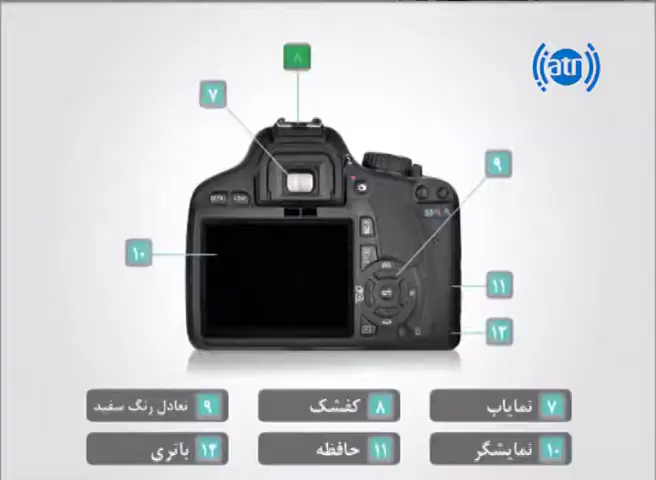 ۸
iatri
۷
۹
۱۰
۱۱
۱۲
۷ نمایاب
۸ کفشک
۹ تعادل رنگ سفید
۱۰ نمایشگر
۱۱ حافظه
۱۲ باتری